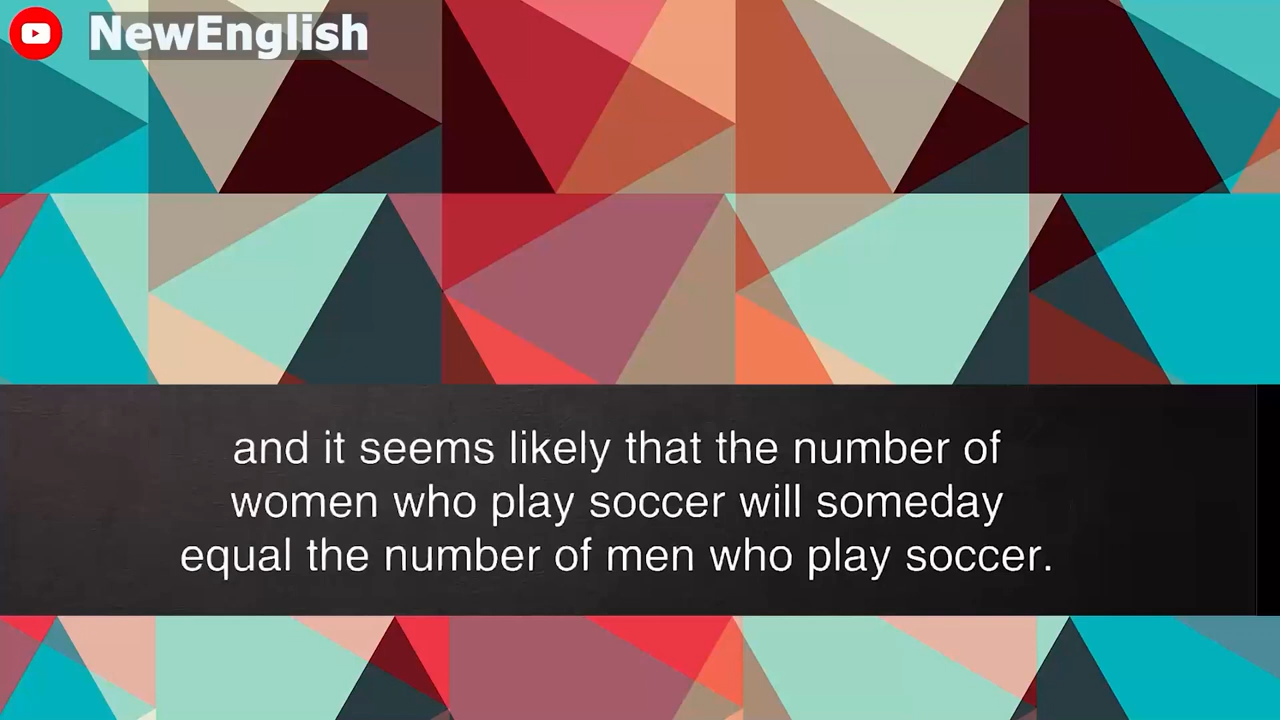 NewEnglish
and it seems likely that the number of
women who play soccer will someday
equal the number of men who play soccer.